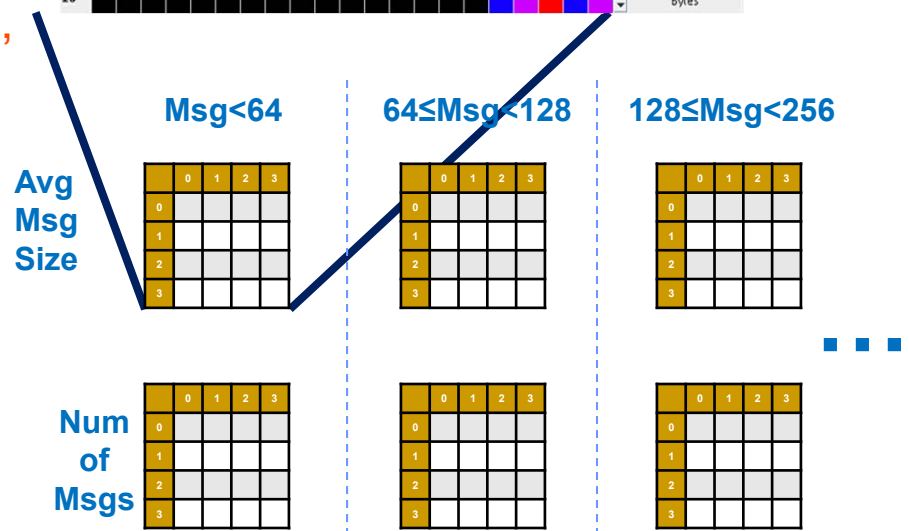 Bytes
,
Msg<64 64≤Msg<128 128≤Msg<256
Avg
Msg
Size
0 1 2 3 0 1 2 3 0 1 2 3
0 0 0
1 1 1
2 2 2
3 3 3
Num
of
Msgs
0 1 2 3 0 1 2 3 0 1 2 3
0 0 0
1 1 1
2 2 2
3 3 3